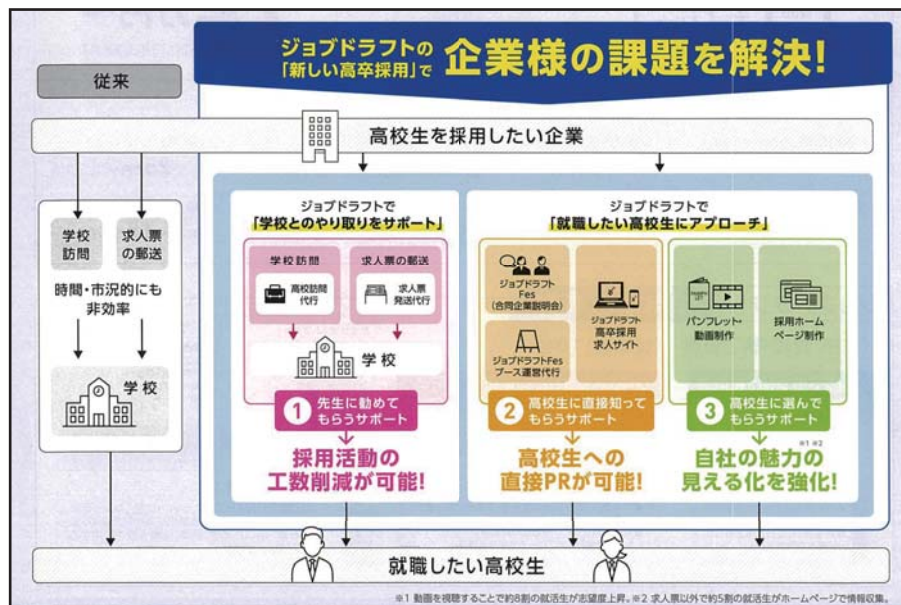 ジョブドラフトの
「新しい高卒採用」で
企業様の課題を解決!
従来
高校生を採用したい企業
学校
訪問
求人票
の郵送
時間・市況的にも
非効率
学校
ジョブドラフトで
「学校とのやり取りをサポート」
学校訪問
高校訪問
代行
求人票の郵送
求人票
発送代行
学校
1 先生に勧めて
もらうサポート
採用活動の
工数削減が可能!
ジョブドラフトで
「就職したい高校生にアプローチ」
ジョブドラフト
Fes
(合同企業説明会)
ジョブドラフトFes
ブース運営代行
ジョブドラフト
高卒採用
求人サイト
2 高校生に直接知って
もらうサポート
高校生への
直接PRが可能!
パンフレット・
動画制作
採用ホーム
ページ制作
3 高校生に選んで
もらうサポート
※1 ※2
自社の魅力の
見える化を強化!
就職したい高校生
※1 動画を視聴することで約8割の就活生が志望度上昇。※2 求人票以外で約5割の就活生がホームページで情報収集。